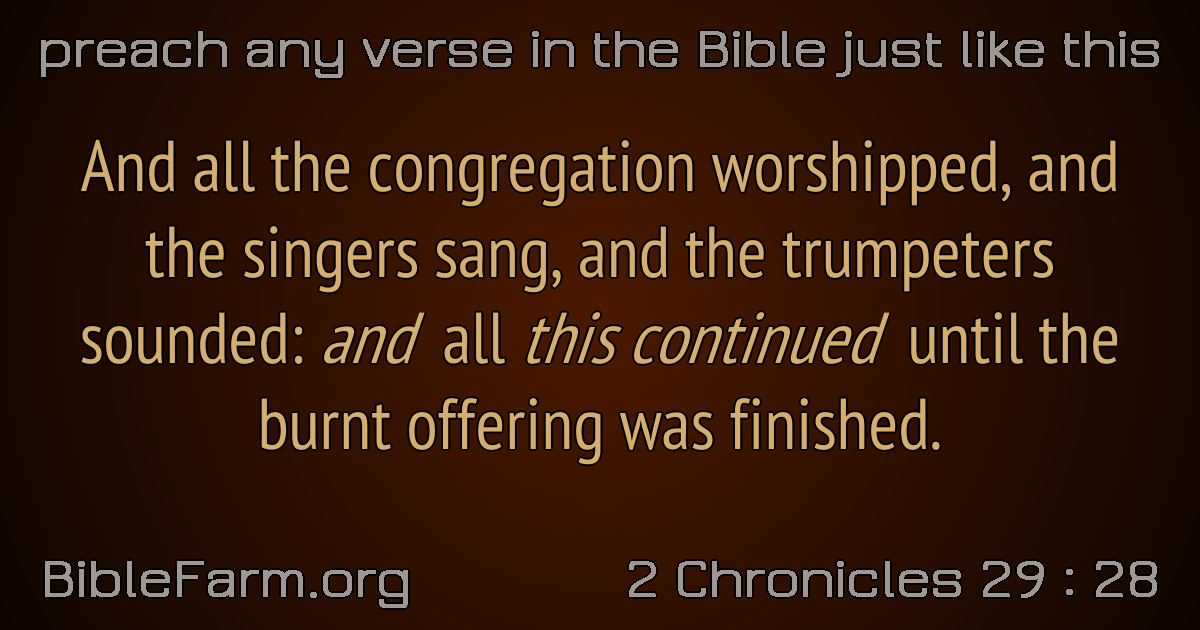 preach any verse in the Bible just like this
And all the congregation worshipped, and
the singers sang, and the trumpeters
sounded: and all this continued until the
burnt offering was finished.
BibleFarm.org
2 Chronicles 29 : 28